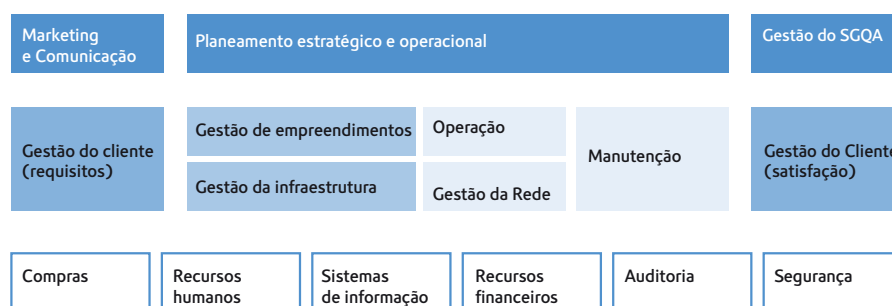 Marketing
e Comunicação
Planeamento estratégico e operacional
Gestão do SGQA
Gestão do cliente
(requisitos)
Gestão de empreendimentos
Gestão da infraestrutura
Operação
Gestão da Rede
Manutenção
Gestão do Cliente
(satisfação)
Compras
Recursos
humanos
Sistemas
de informação
Recursos
financeiros
Auditoria
Segurança